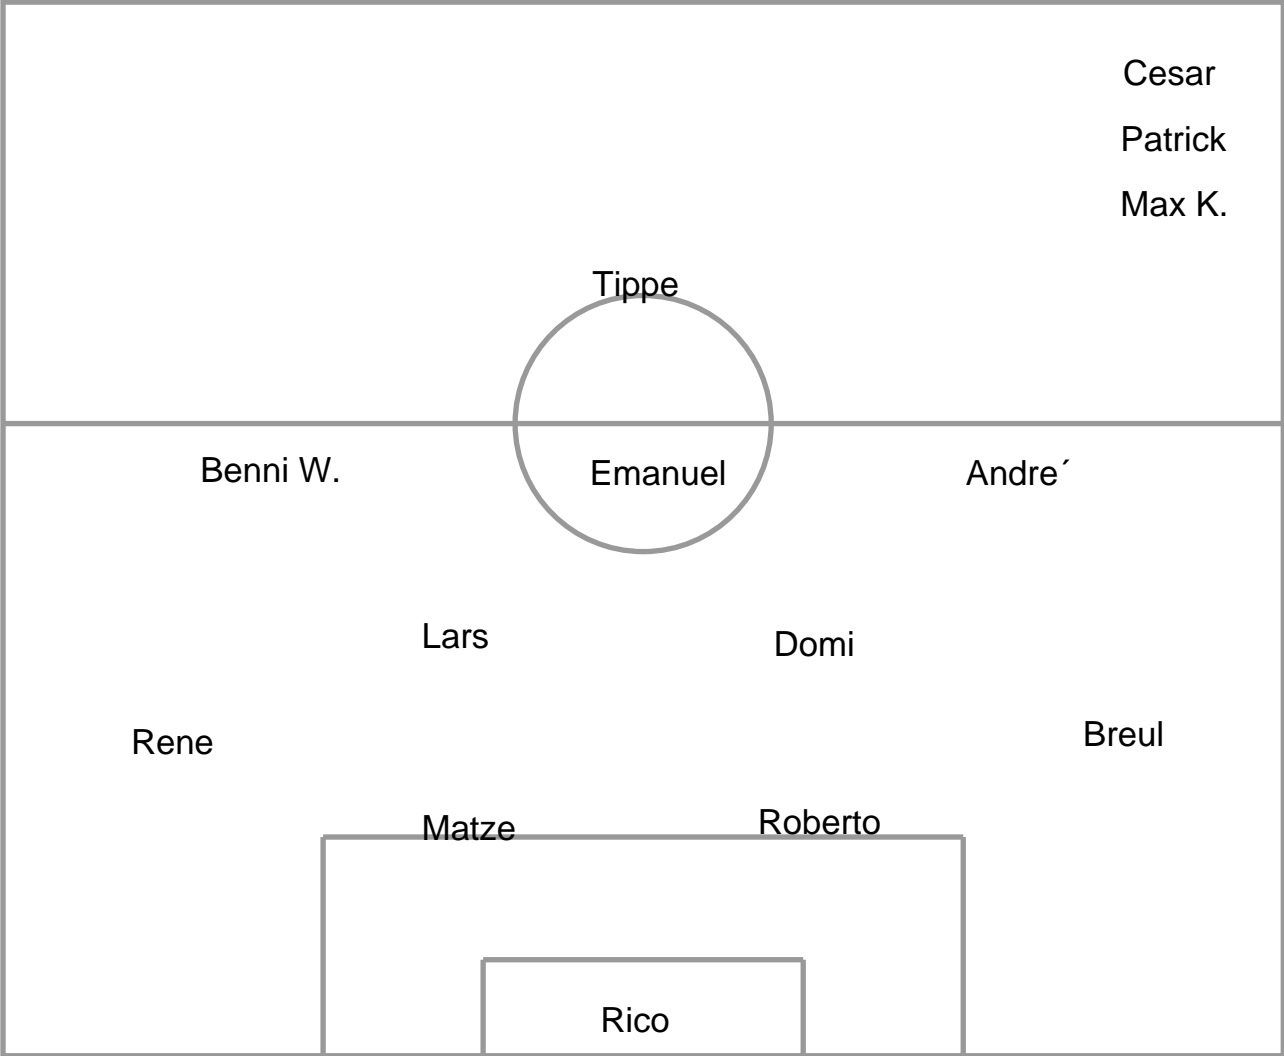 Cesar
Patrick
Max K.
Tippe
Benni W. Emanuel Andre´
Lars Domi
Rene Breul
Matze Roberto
Rico